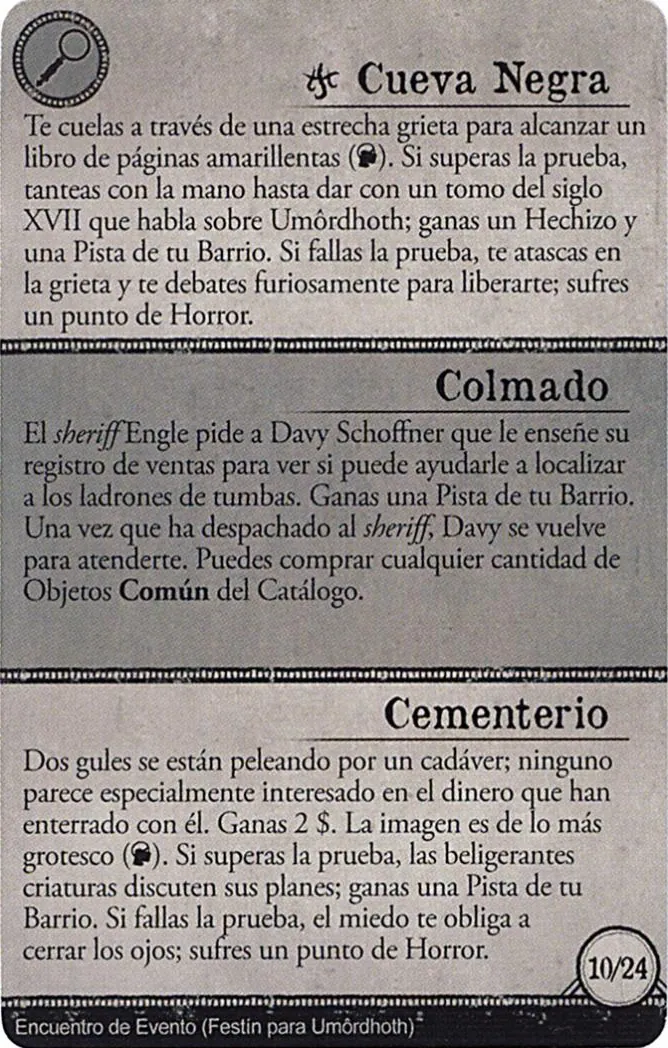 Cueva Negra
Te cuelas a través de una estrecha grieta para alcanzar un
libro de páginas amarillentas (). Si superas la prueba,
tanteas con la mano hasta dar con un tomo del siglo
XVII que habla sobre Umôrdhoth; ganas un Hechizo y
una Pista de tu Barrio. Si fallas la prueba, te atascas en
la grieta y te debates furiosamente para liberarte; sufres
un punto de Horror.
Colmado
El sheriff Engle pide a Davy Schoffner que le enseñe su
registro de ventas para ver si puede ayudarle a localizar
a los ladrones de tumbas. Ganas una Pista de tu Barrio.
Una vez que ha despachado al sheriff, Davy se vuelve
para atenderte. Puedes comprar cualquier cantidad de
Objetos Común del Catálogo.
Cementerio
Dos gules se están peleando por un cadáver; ninguno
parece especialmente interesado en el dinero que han
enterrado con él. Ganas 2 $. La imagen es de lo más
grotesco (). Si superas la prueba, las beligerantes
criaturas discuten sus planes; ganas una Pista de tu
Barrio. Si fallas la prueba, el miedo te obliga a
cerrar los ojos; sufres un punto de Horror.
10/24
Encuentro de Evento (Festín para Umôrdhoth)